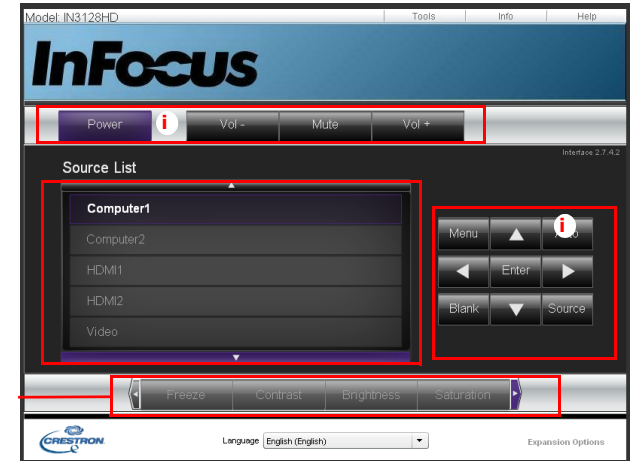 Model: IN3128HD Tools Info Help
InFocus
Power i Vol - Mute Vol +
Interface 2.7.4.2
Source List
Computer1
Computer2
HDMI1
HDMI2
Video
Menu i
Enter
Blank Source
Freeze Contrast Brightness Saturation
CRESTRON Language English (English) Expansion Options